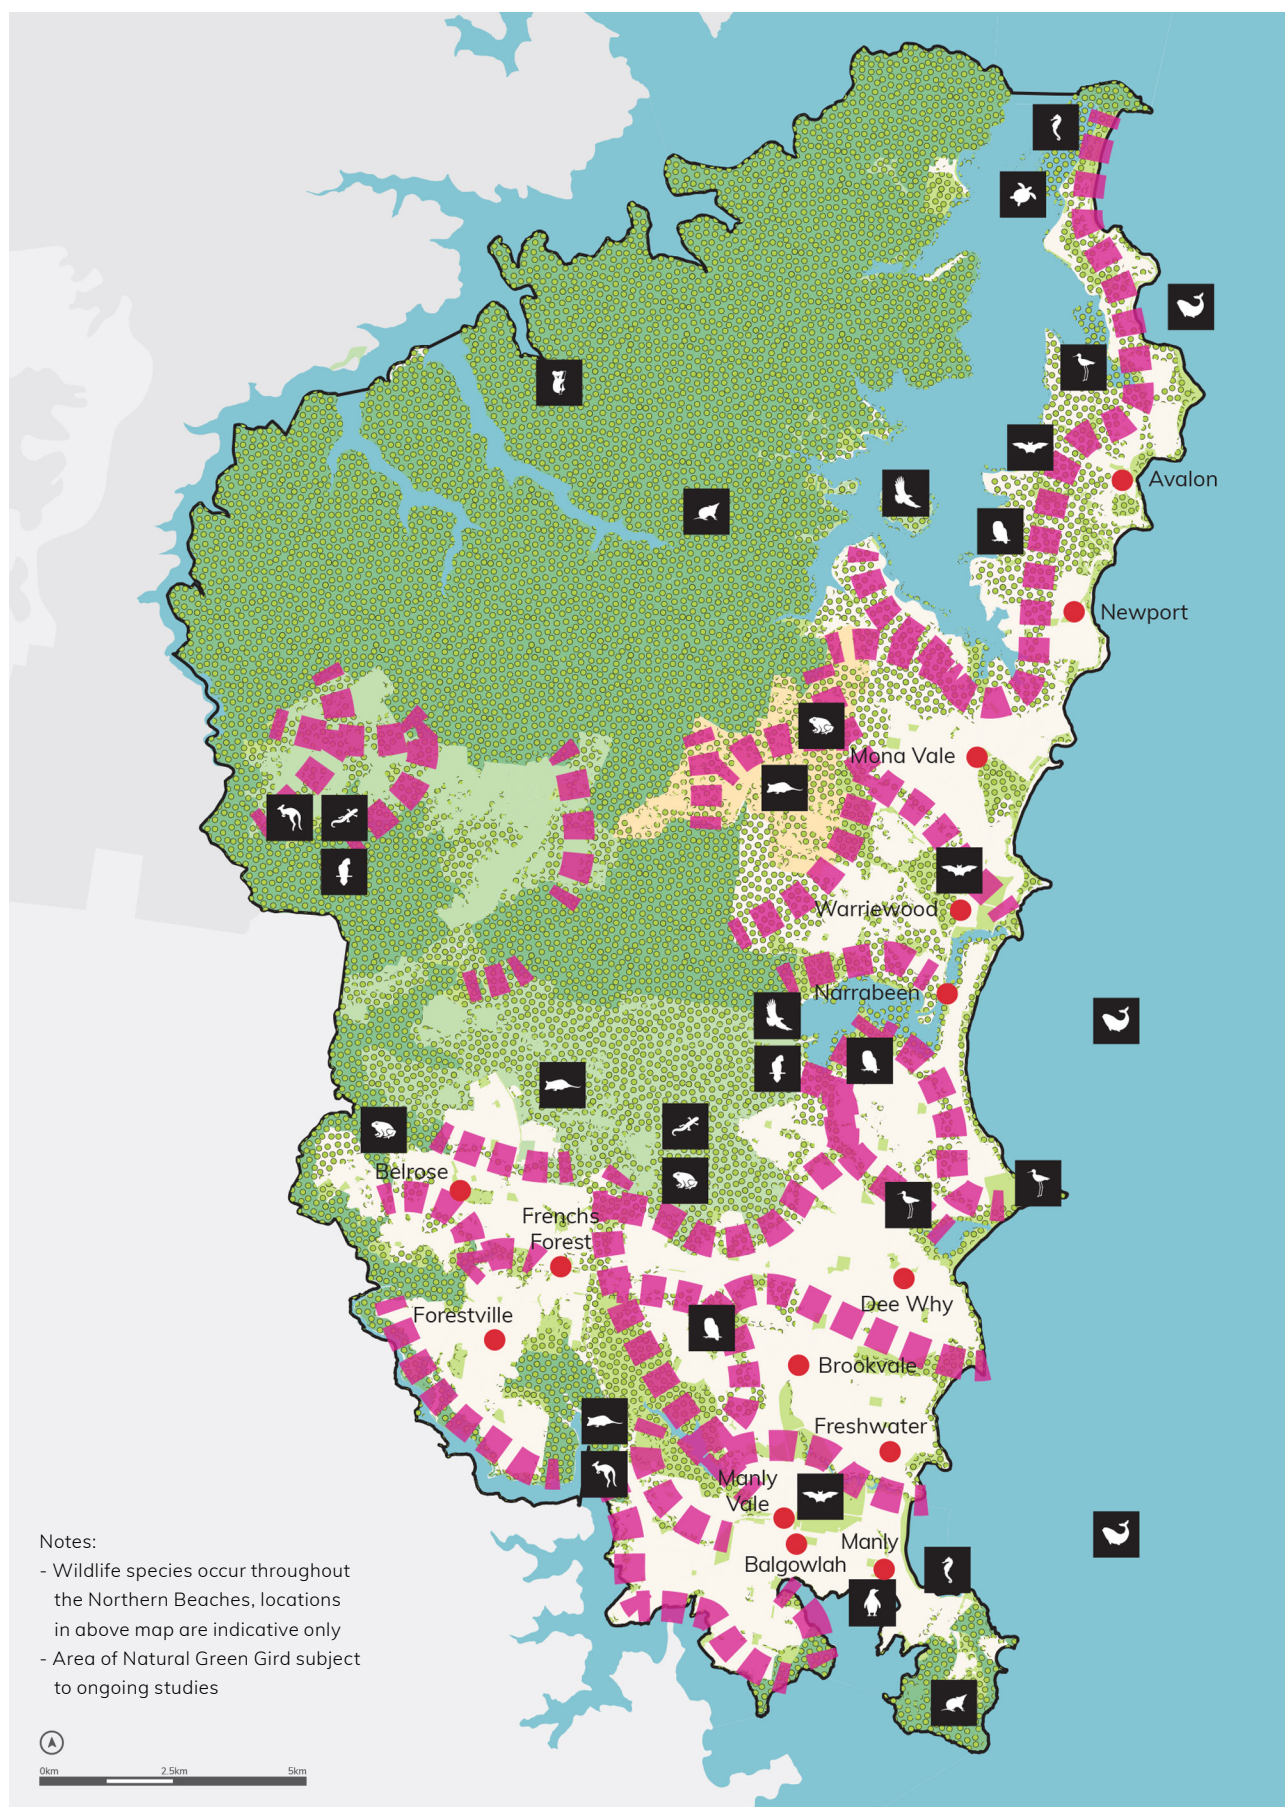 Avalon
Newport
Mona Vale
Warriewood
Narrabeen
Belrose
Frenchs
Forest
Forestville
Dee Why
Brookvale
Freshwater
Manly
Vale
Manly
Balgowlah
Notes:
- Wildlife species occur throughout
the Northern Beaches, locations
in above map are indicative only
- Area of Natural Green Gird subject
to ongoing studies
0km 2.5km 5km